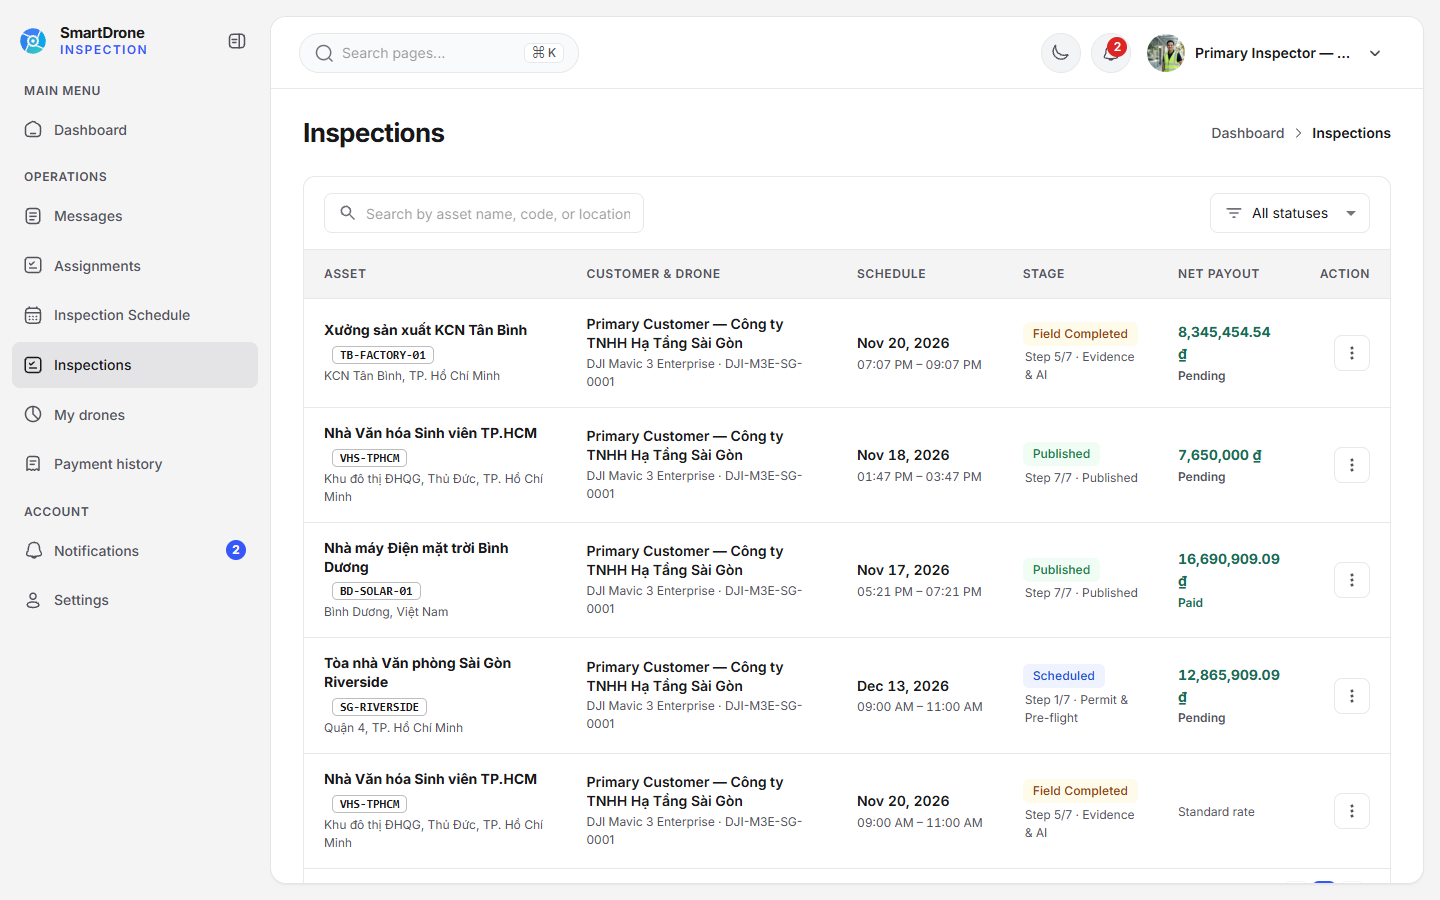 SmartDrone
INSPECTION
MAIN MENU
Dashboard
OPERATIONS
Messages
Assignments
Inspection Schedule
Inspections
My drones
Payment history
ACCOUNT
Notifications 2
Settings
Search pages... ⌘ K
2
Primary Inspector — ...
Inspections
Dashboard > Inspections
Search by asset name, code, or location
All statuses
ASSET CUSTOMER & DRONE SCHEDULE STAGE NET PAYOUT ACTION
Xưởng sản xuất KCN Tân Bình
TB-FACTORY-01
KCN Tân Bình, TP. Hồ Chí Minh
Primary Customer — Công ty
TNHH Hạ Tầng Sài Gòn
DJI Mavic 3 Enterprise · DJI-M3E-SG-
0001
Nov 20, 2026
07:07 PM – 09:07 PM
Field Completed
Step 5/7 · Evidence
& AI
8,345,454.54
₫
Pending
Nhà Văn hóa Sinh viên TP.HCM
VHS-TPHCM
Khu đô thị ĐHQG, Thủ Đức, TP. Hồ Chí
Minh
Primary Customer — Công ty
TNHH Hạ Tầng Sài Gòn
DJI Mavic 3 Enterprise · DJI-M3E-SG-
0001
Nov 18, 2026
01:47 PM – 03:47 PM
Published
Step 7/7 · Published
7,650,000 ₫
Pending
Nhà máy Điện mặt trời Bình
Dương
BD-SOLAR-01
Bình Dương, Việt Nam
Primary Customer — Công ty
TNHH Hạ Tầng Sài Gòn
DJI Mavic 3 Enterprise · DJI-M3E-SG-
0001
Nov 17, 2026
05:21 PM – 07:21 PM
Published
Step 7/7 · Published
16,690,909.09
₫
Paid
Tòa nhà Văn phòng Sài Gòn
Riverside
SG-RIVERSIDE
Quận 4, TP. Hồ Chí Minh
Primary Customer — Công ty
TNHH Hạ Tầng Sài Gòn
DJI Mavic 3 Enterprise · DJI-M3E-SG-
0001
Dec 13, 2026
09:00 AM – 11:00 AM
Scheduled
Step 1/7 · Permit &
Pre-flight
12,865,909.09
₫
Pending
Nhà Văn hóa Sinh viên TP.HCM
VHS-TPHCM
Khu đô thị ĐHQG, Thủ Đức, TP. Hồ Chí
Minh
Primary Customer — Công ty
TNHH Hạ Tầng Sài Gòn
DJI Mavic 3 Enterprise · DJI-M3E-SG-
0001
Nov 20, 2026
09:00 AM – 11:00 AM
Field Completed
Step 5/7 · Evidence
& AI
Standard rate